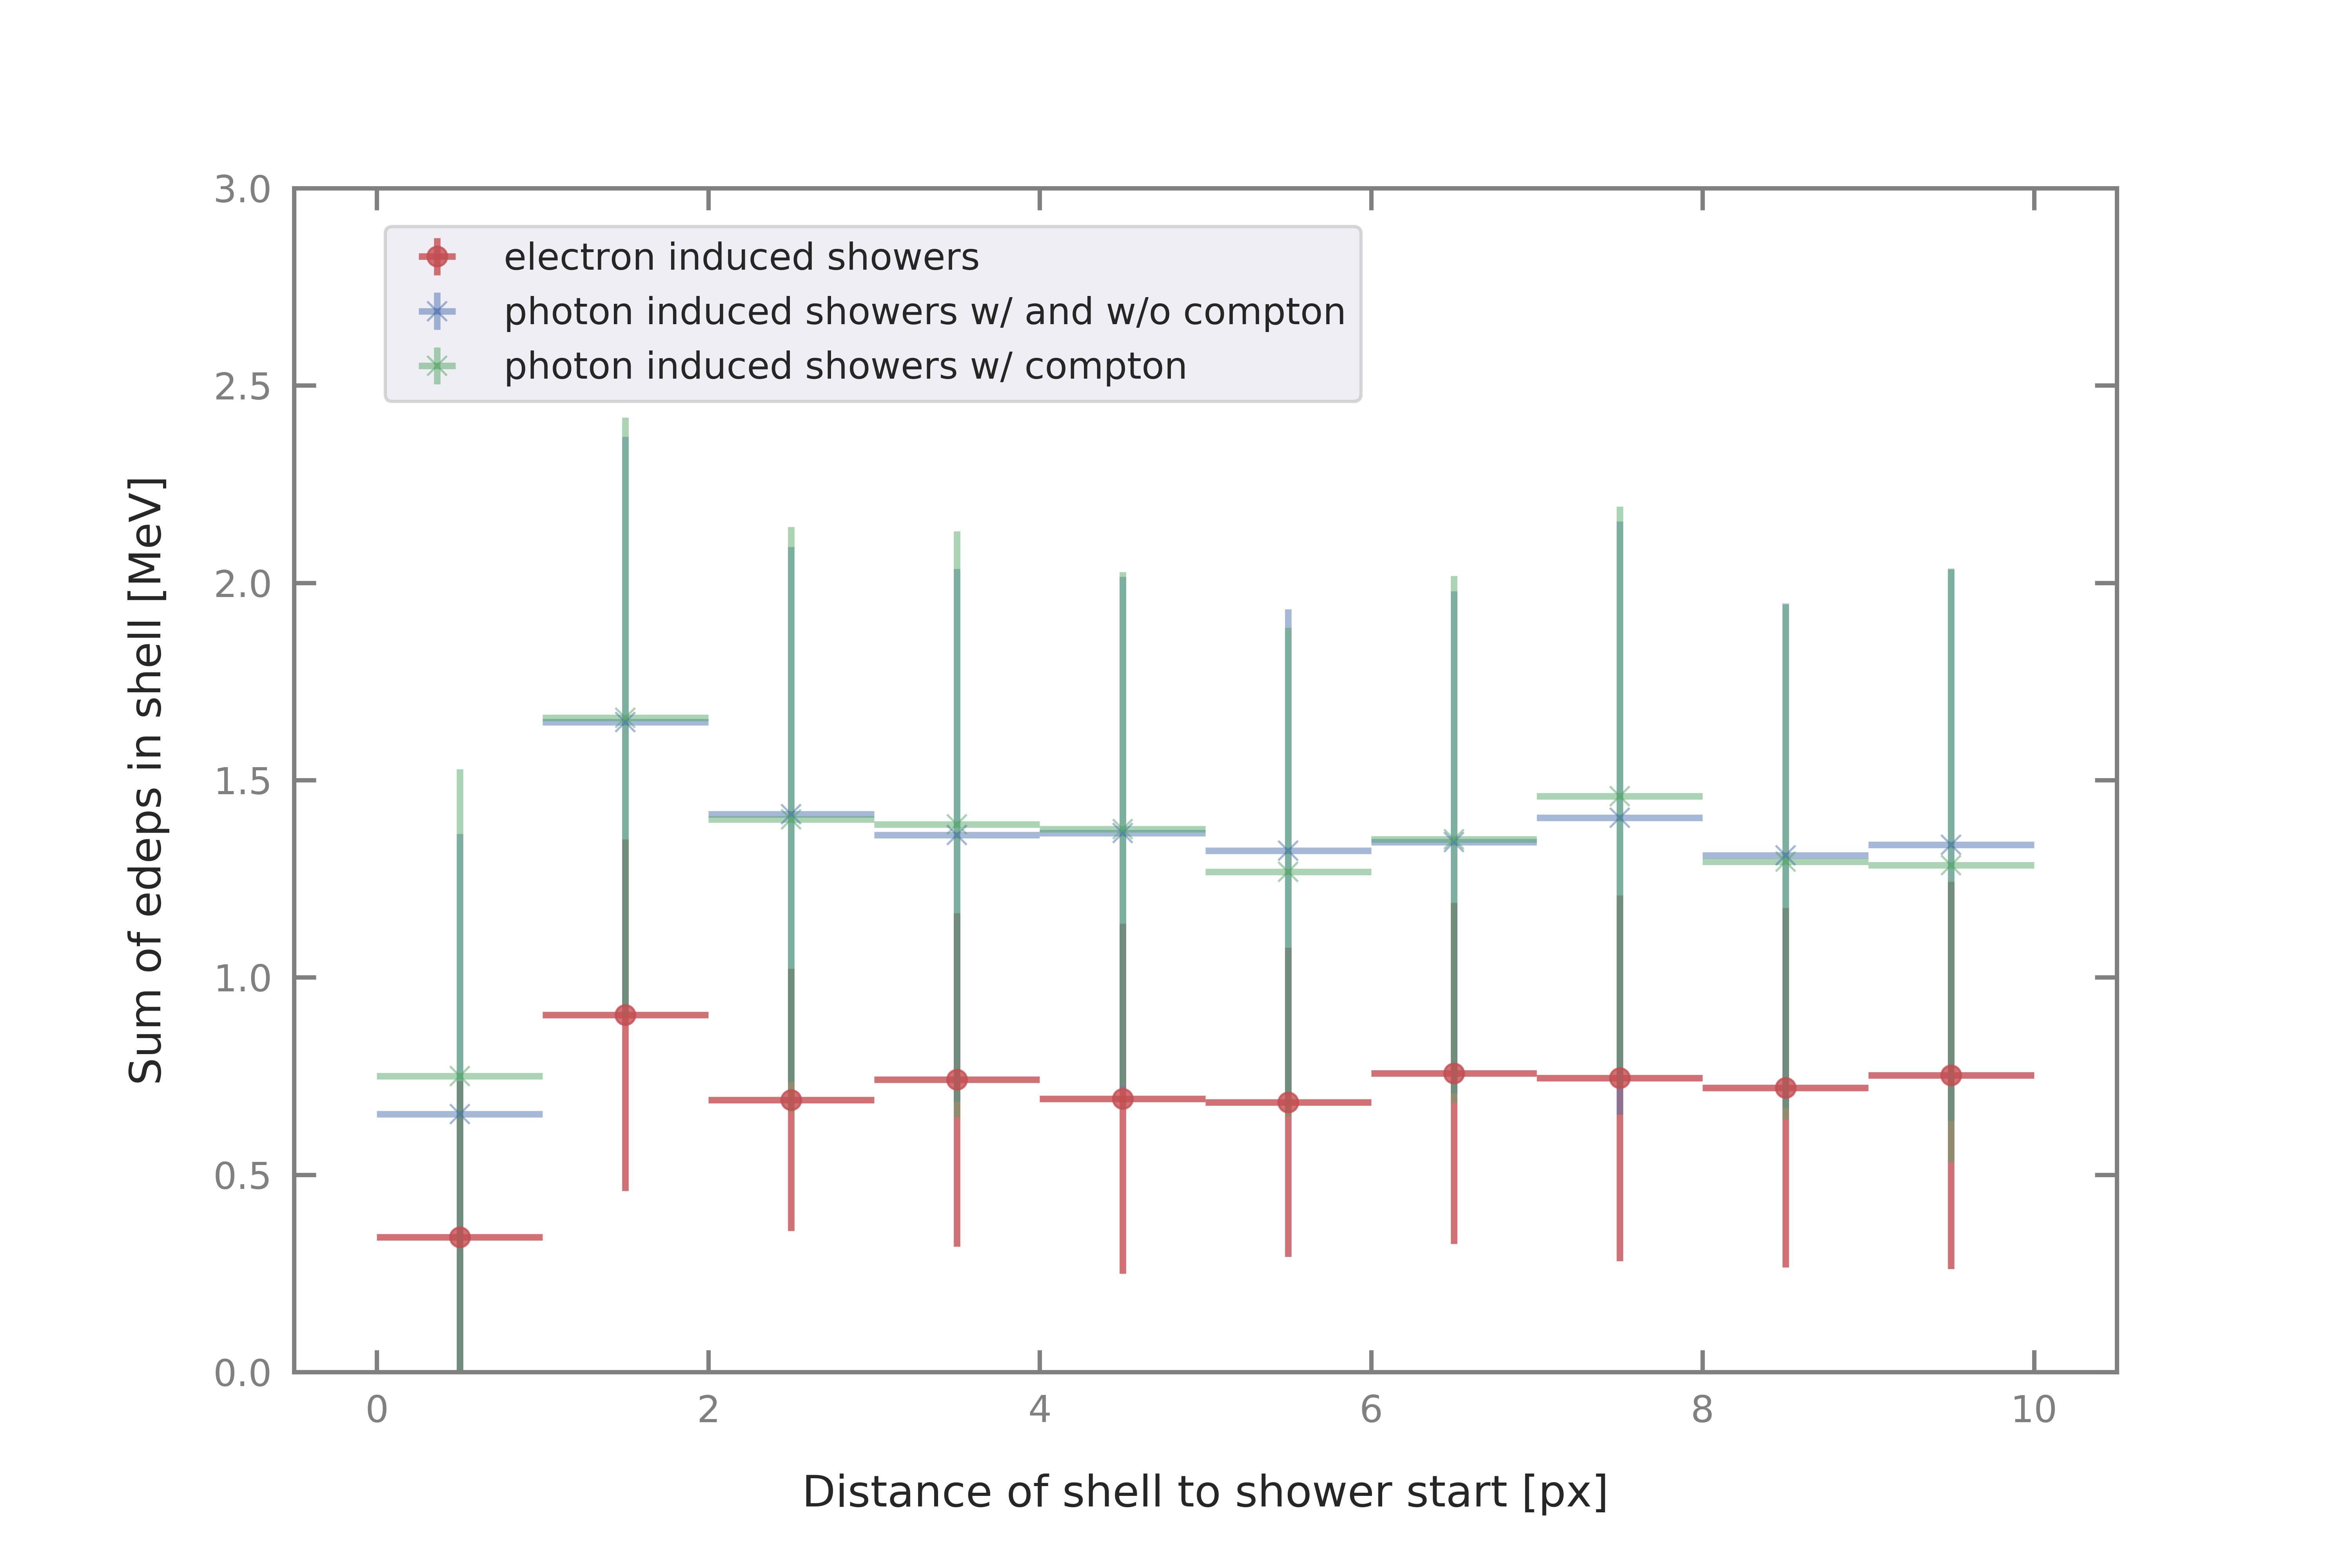 3.0
electron induced showers
photon induced showers w/ and w/o compton
photon induced showers w/ compton
2.5
2.0
1.5
1.0
0.5
0.0
Sum of edeps in shell [MeV]
0 2 4 6 8 10
Distance of shell to shower start [px]